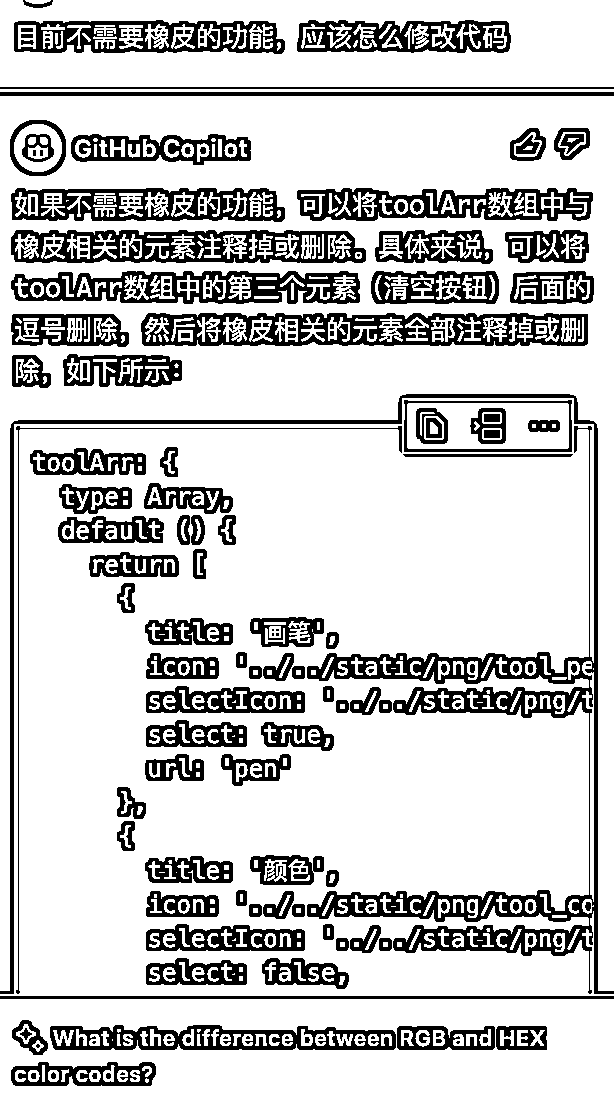 目前不需要橡皮的功能，应该怎么修改代码
GitHub Copilot
如果不需要橡皮的功能，可以将toolArr数组中与
橡皮相关的元素注释掉或删除。具体来说，可以将
toolArr数组中的第三个元素（清空按钮）后面的
逗号删除，然后将橡皮相关的元素全部注释掉或删
除，如下所示：
toolArr: {
type: Array,
default () {
return [
{
title: '画笔',
icon: '../../static/png/tool_pe
selectIcon: '../../static/png/t
select: true,
url: 'pen'
},
{
title: '颜色',
icon: '../../static/png/tool_co
selectIcon: '../../static/png/t
select: false,
What is the difference between RGB and HEX
color codes?